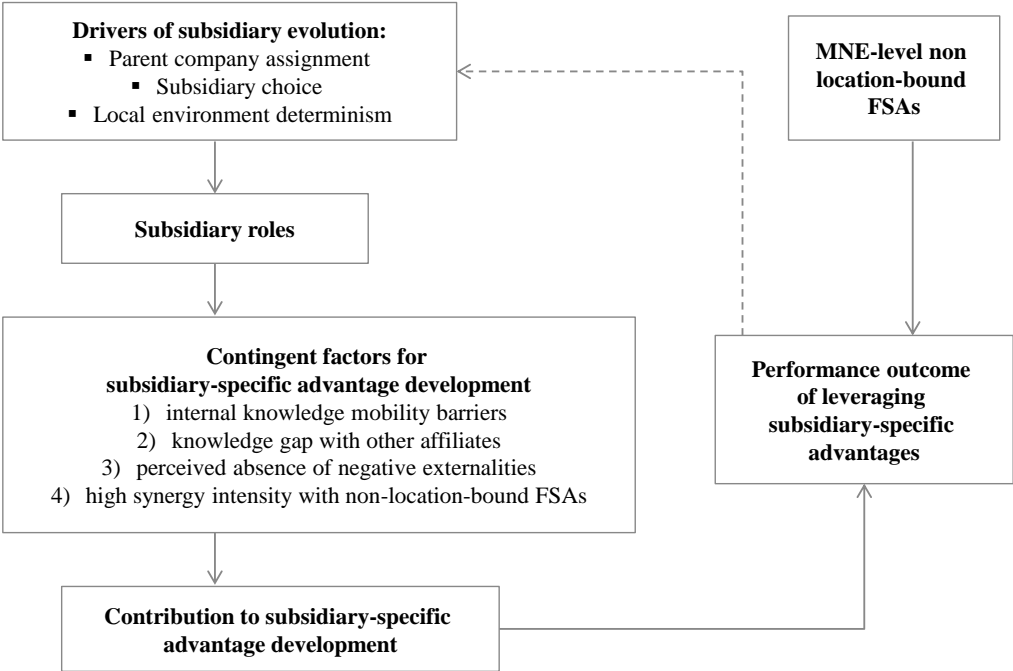 Drivers of subsidiary evolution:
▪ Parent company assignment
▪ Subsidiary choice
▪ Local environment determinism
MNE-level non
location-bound
FSAs
Subsidiary roles
Contingent factors for
subsidiary-specific advantage development
1) internal knowledge mobility barriers
2) knowledge gap with other affiliates
3) perceived absence of negative externalities
4) high synergy intensity with non-location-bound FSAs
Performance outcome
of leveraging
subsidiary-specific
advantages
Contribution to subsidiary-specific
advantage development